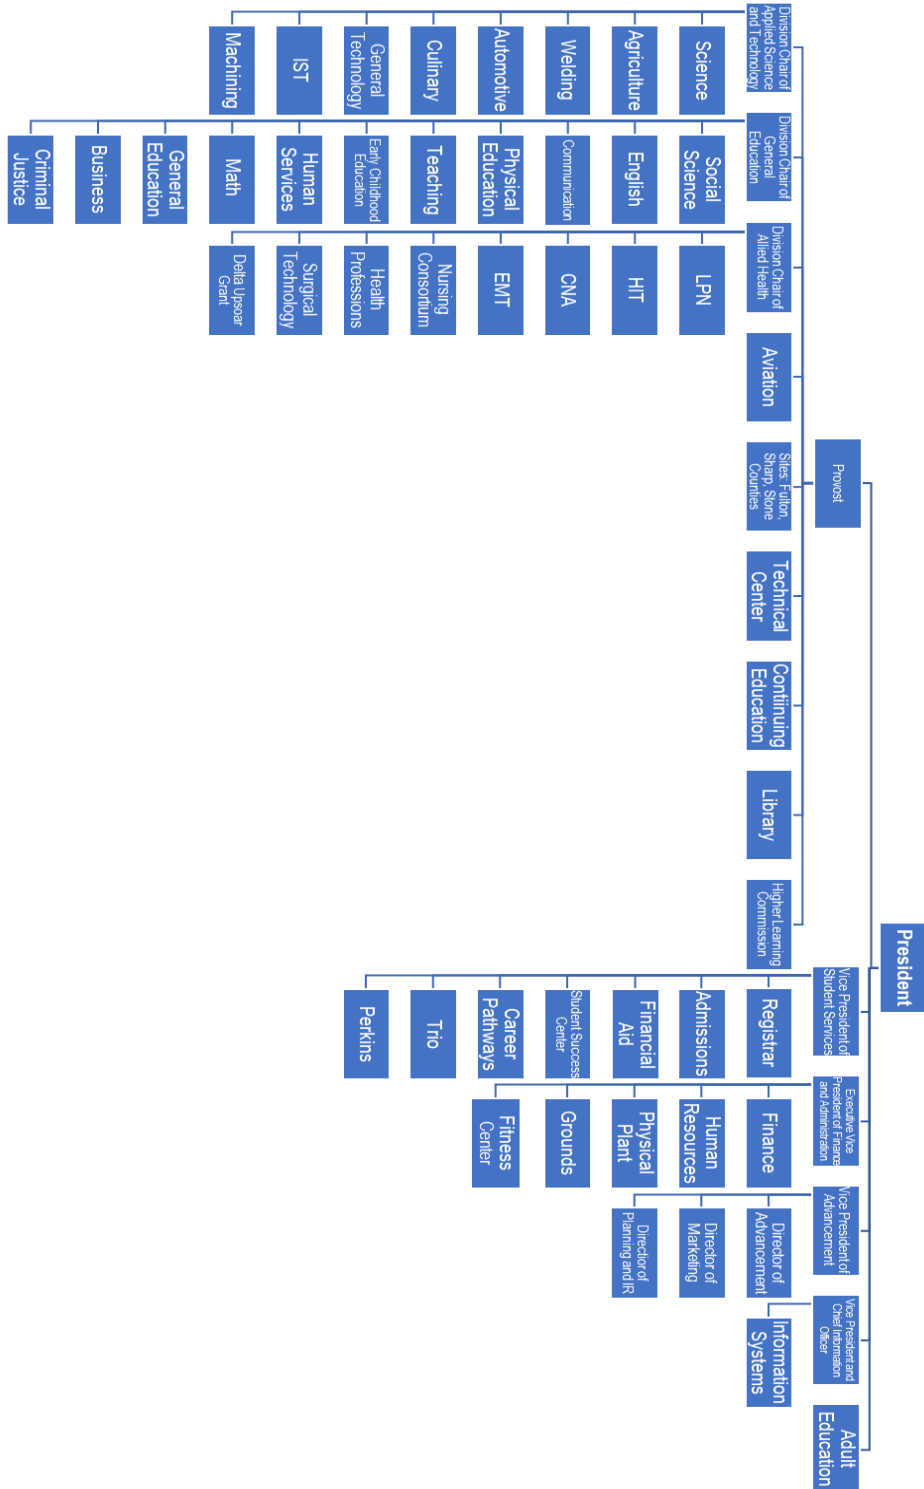 President
Provost
Vice President of
Student Services
Executive Vice
President of Finance
and Administration
Vice President of
Advancement
Vice President and
Chief Information
Officer
Adult
Education
Division Chair of
Applied Science
and Technology
Division Chair of
General
Education
Division Chair of
Allied Health
Aviation
Sites: Fulton,
Sharp, Stone
Counties
Technical
Center
Contiinuing
Education
Library
Higher Learning
Commission
Science
Agriculture
Welding
Automotive
Culinary
General
Technology
IST
Machining
Social
Science
English
Communication
Physical
Education
Teaching
Early Childhood
Education
Human
Services
Math
General
Education
Business
Criminal
Justice
LPN
HIT
CNA
EMT
Nursing
Consortium
Health
Professions
Surgical
Technology
Delta Upsoar
Grant
Registrar
Admissions
Financial
Aid
Student Success
Center
Career
Pathways
Trio
Perkins
Finance
Human
Resources
Physical
Plant
Grounds
Fitness
Center
Director of
Advancement
Director of
Marketing
Direction of
Planning and IR
Information
Systems